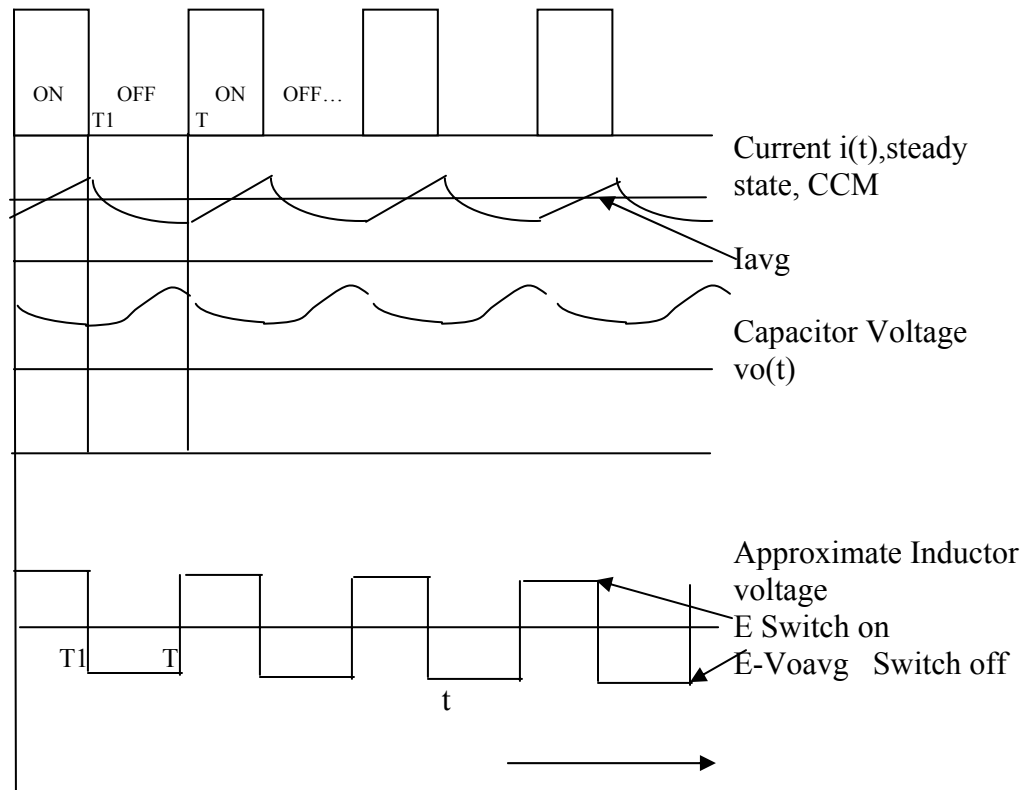 ON OFF ON OFF…
T1 T
Current i(t),steady
state, CCM
Iavg
Capacitor Voltage
vo(t)
Approximate Inductor
voltage
E Switch on
T1 T
E-Voavg Switch off
t